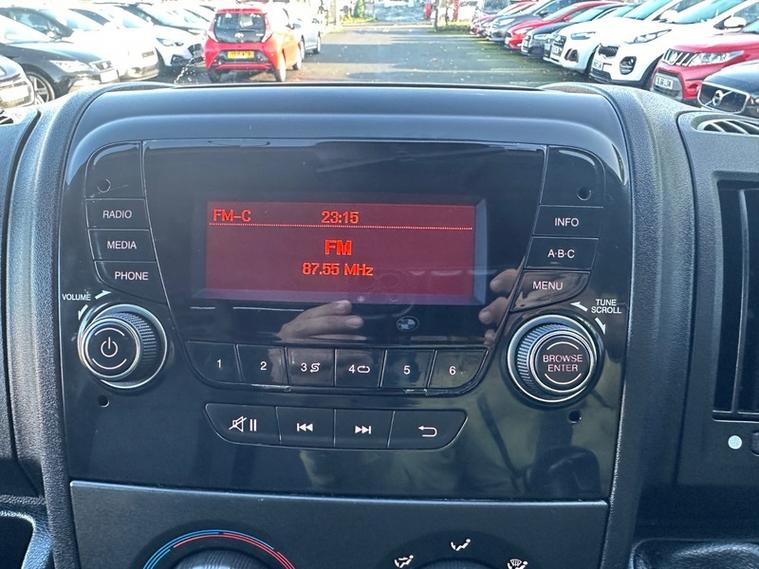 FM-C 23:15
FM
87.55 MHz
RADIO
MEDIA
PHONE
INFO
A·B·C
MENU
VOLUME
TUNE
SCROLL
BROWSE
ENTER
1 2 3 4 5 6